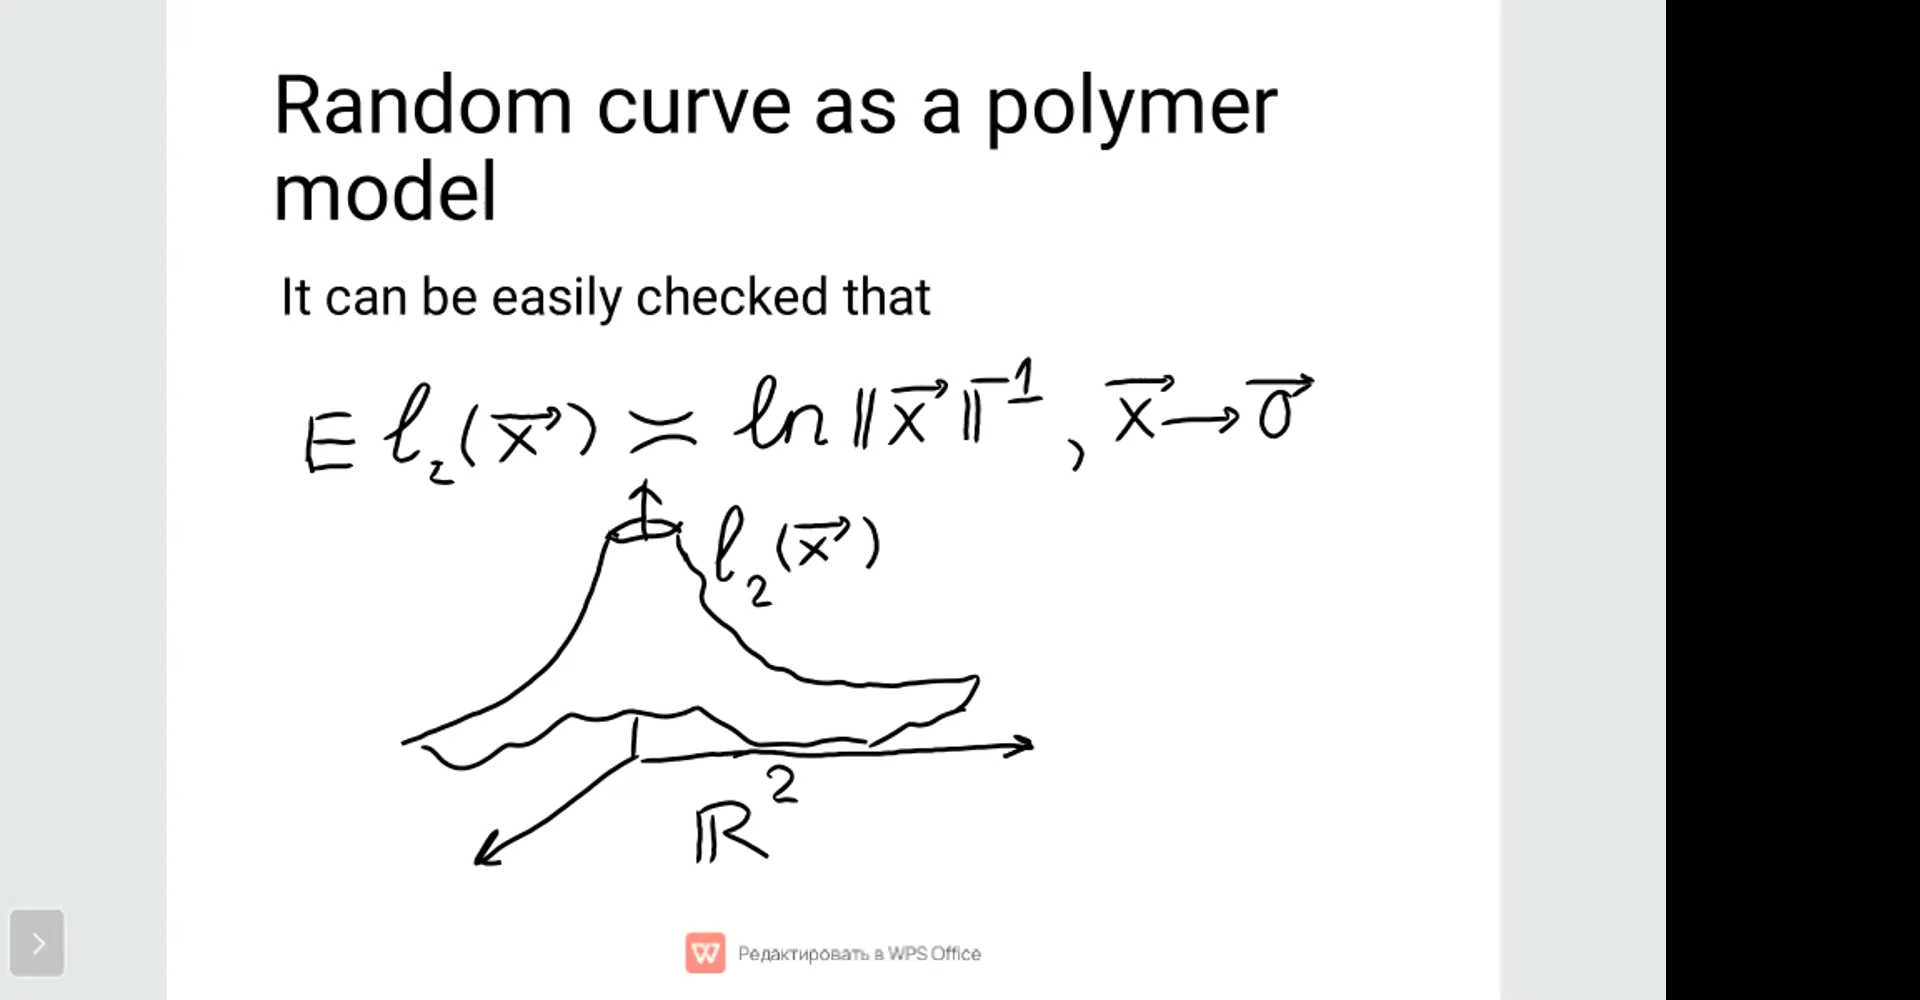 Random curve as a polymer
model
It can be easily checked that
E ℓ₂(x⃗) ≍ ln ‖x⃗‖⁻¹, x⃗ → 0⃗
ℓ₂(x⃗)
ℝ²
Редактировать в WPS Office